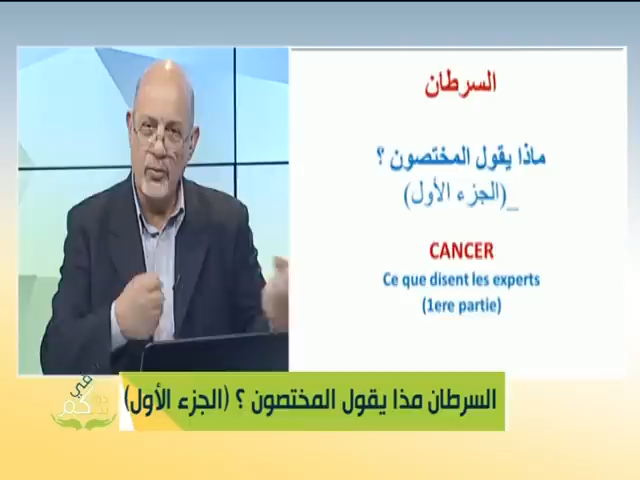 السرطان
ماذا يقول المختصون ؟
_(الجزء الأول)
CANCER
Ce que disent les experts
(1ere partie)
السرطان مذا يقول المختصون ؟ (الجزء الأول)
في